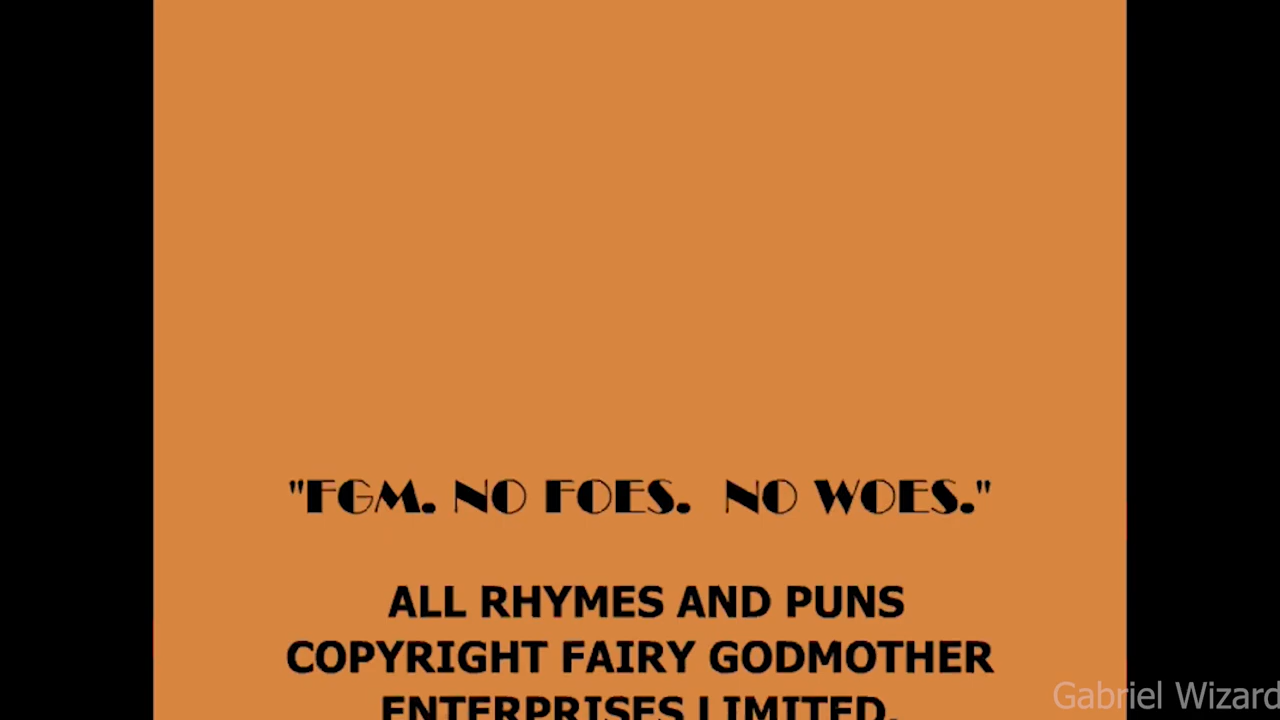 "FGM. NO FOES.  NO WOES."
ALL RHYMES AND PUNS
COPYRIGHT FAIRY GODMOTHER
ENTERPRISES LIMITED.
Gabriel Wizard